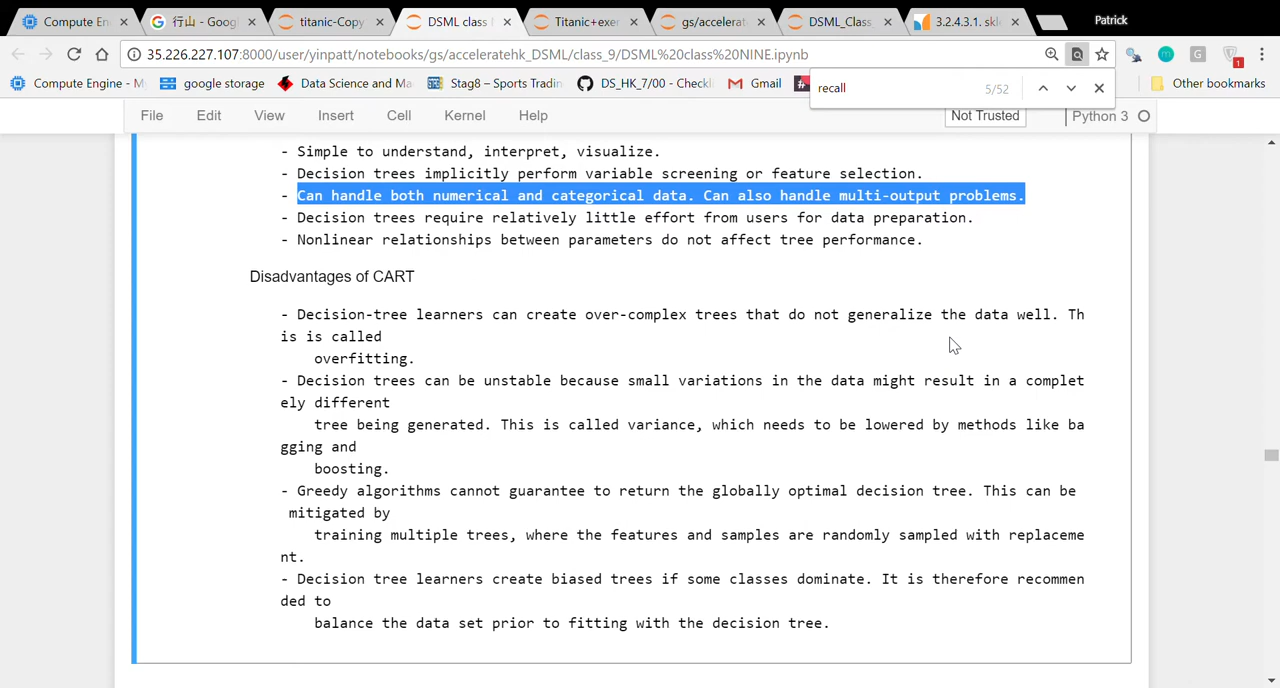 Compute En
行山 - Goog
titanic-Copy
DSML class
Titanic+exer
gs/accelerat
DSML_Class
3.2.4.3.1. skl
Patrick
35.226.227.107:8000/user/yinpatt/notebooks/gs/acceleratehk_DSML/class_9/DSML%20class%20NINE.ipynb
Compute Engine - My
google storage
Data Science and Ma
Stag8 – Sports Tradin
DS_HK_7/00 - Checkli
Gmail
recall
5/52
Other bookmarks
File
Edit
View
Insert
Cell
Kernel
Help
Not Trusted
Python 3
- Simple to understand, interpret, visualize.
- Decision trees implicitly perform variable screening or feature selection.
- Can handle both numerical and categorical data. Can also handle multi-output problems.
- Decision trees require relatively little effort from users for data preparation.
- Nonlinear relationships between parameters do not affect tree performance.
Disadvantages of CART
- Decision-tree learners can create over-complex trees that do not generalize the data well. Th
is is called
overfitting.
- Decision trees can be unstable because small variations in the data might result in a complet
ely different
tree being generated. This is called variance, which needs to be lowered by methods like ba
gging and
boosting.
- Greedy algorithms cannot guarantee to return the globally optimal decision tree. This can be
mitigated by
training multiple trees, where the features and samples are randomly sampled with replaceme
nt.
- Decision tree learners create biased trees if some classes dominate. It is therefore recommen
ded to
balance the data set prior to fitting with the decision tree.